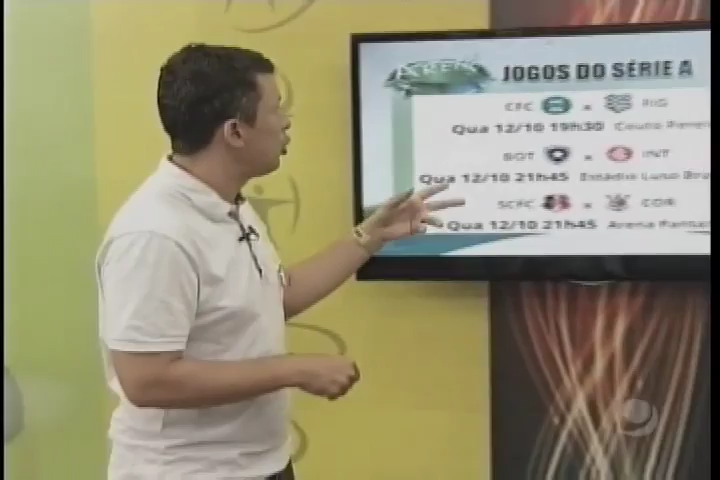 JOGOS DO SÉRIE A
CFC x FIG
Qua 12/10 19h30 Couto Perei
BOT x INT
Qua 12/10 21h45 Estádio Luso Bra
SCFC x COR
Qua 12/10 21h45 Arena Pantan